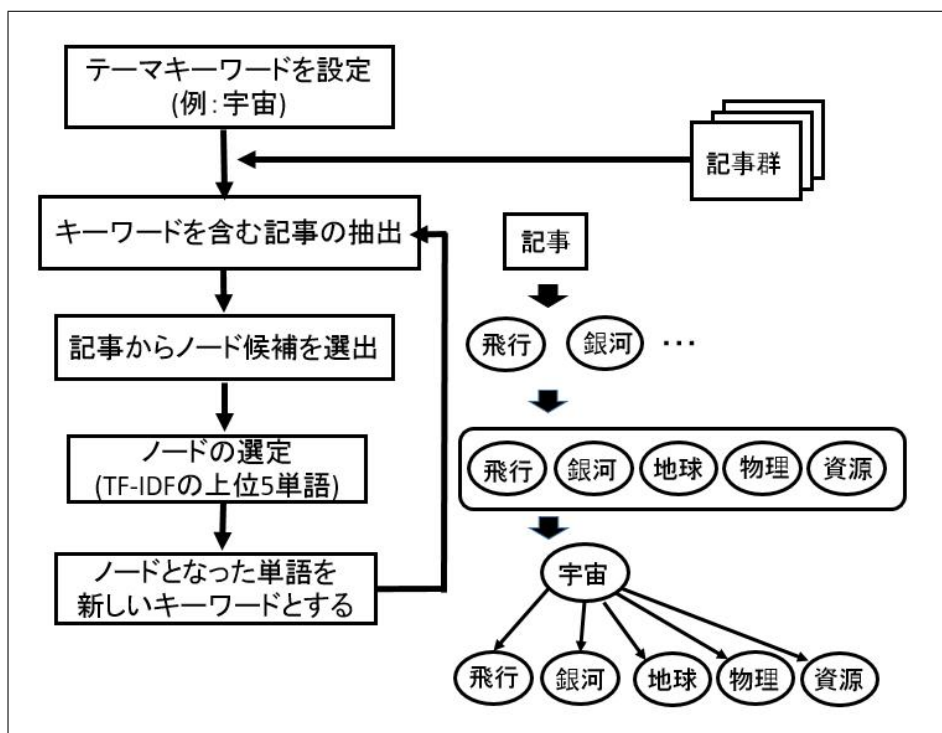 テーマキーワードを設定
(例:宇宙)
記事群
キーワードを含む記事の抽出
記事
記事からノード候補を選出
飛行
銀河
…
ノードの選定
(TF-IDFの上位5単語)
飛行
銀河
地球
物理
資源
ノードとなった単語を
新しいキーワードとする
宇宙
飛行
銀河
地球
物理
資源